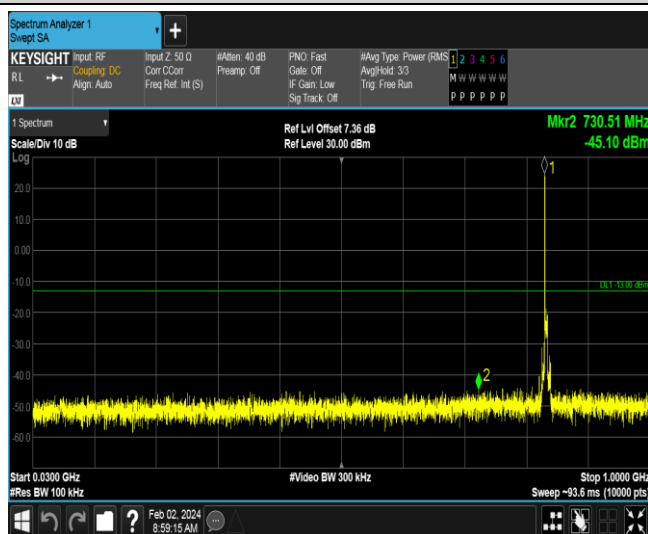 Spectrum Analyzer 1
Swept SA
+
KEYSIGHT
RL
LXI
Input: RF
Coupling: DC
Align: Auto
Input Z: 50 Ω
Corr CCorr
Freq Ref: Int (S)
#Atten: 40 dB
Preamp: Off
PNO: Fast
Gate: Off
IF Gain: Low
Sig Track: Off
#Avg Type: Power (RMS
Avg|Hold: 3/3
Trig: Free Run
1 2 3 4 5 6
M W W W W W
P P P P P P
1 Spectrum
Scale/Div 10 dB
Log
Ref Lvl Offset 7.36 dB
Ref Level 30.00 dBm
Mkr2 730.51 MHz
-45.10 dBm
1
20.0
10.0
0.00
-10.0
DL1 -13.00 dBm
-20.0
-30.0
-40.0
2
-50.0
-60.0
Start 0.0300 GHz
#Res BW 100 kHz
#Video BW 300 kHz
Stop 1.0000 GHz
Sweep ~93.6 ms (10000 pts)
?
Feb 02, 2024
8:59:15 AM